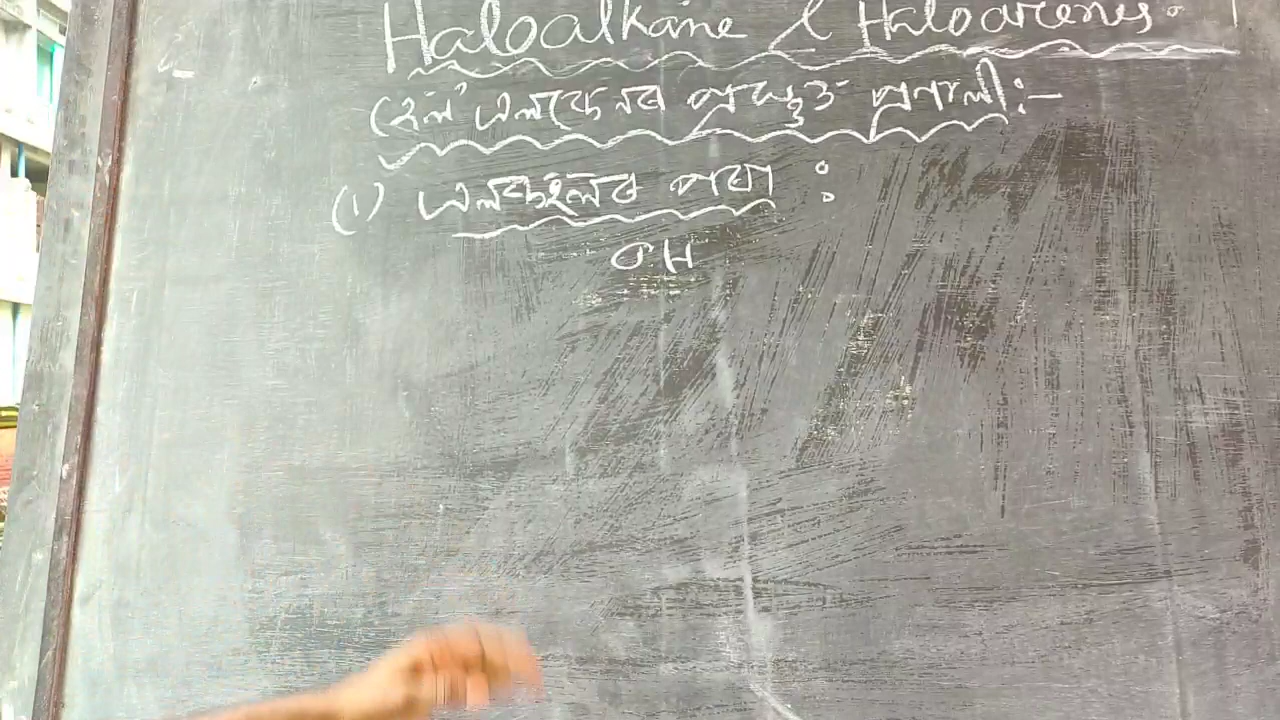 Haloalkane & Haloarenes.
হেল' এলকেনৰ প্ৰস্তুত প্ৰণালী :-
(1) এলকহলৰ পৰা :
OH